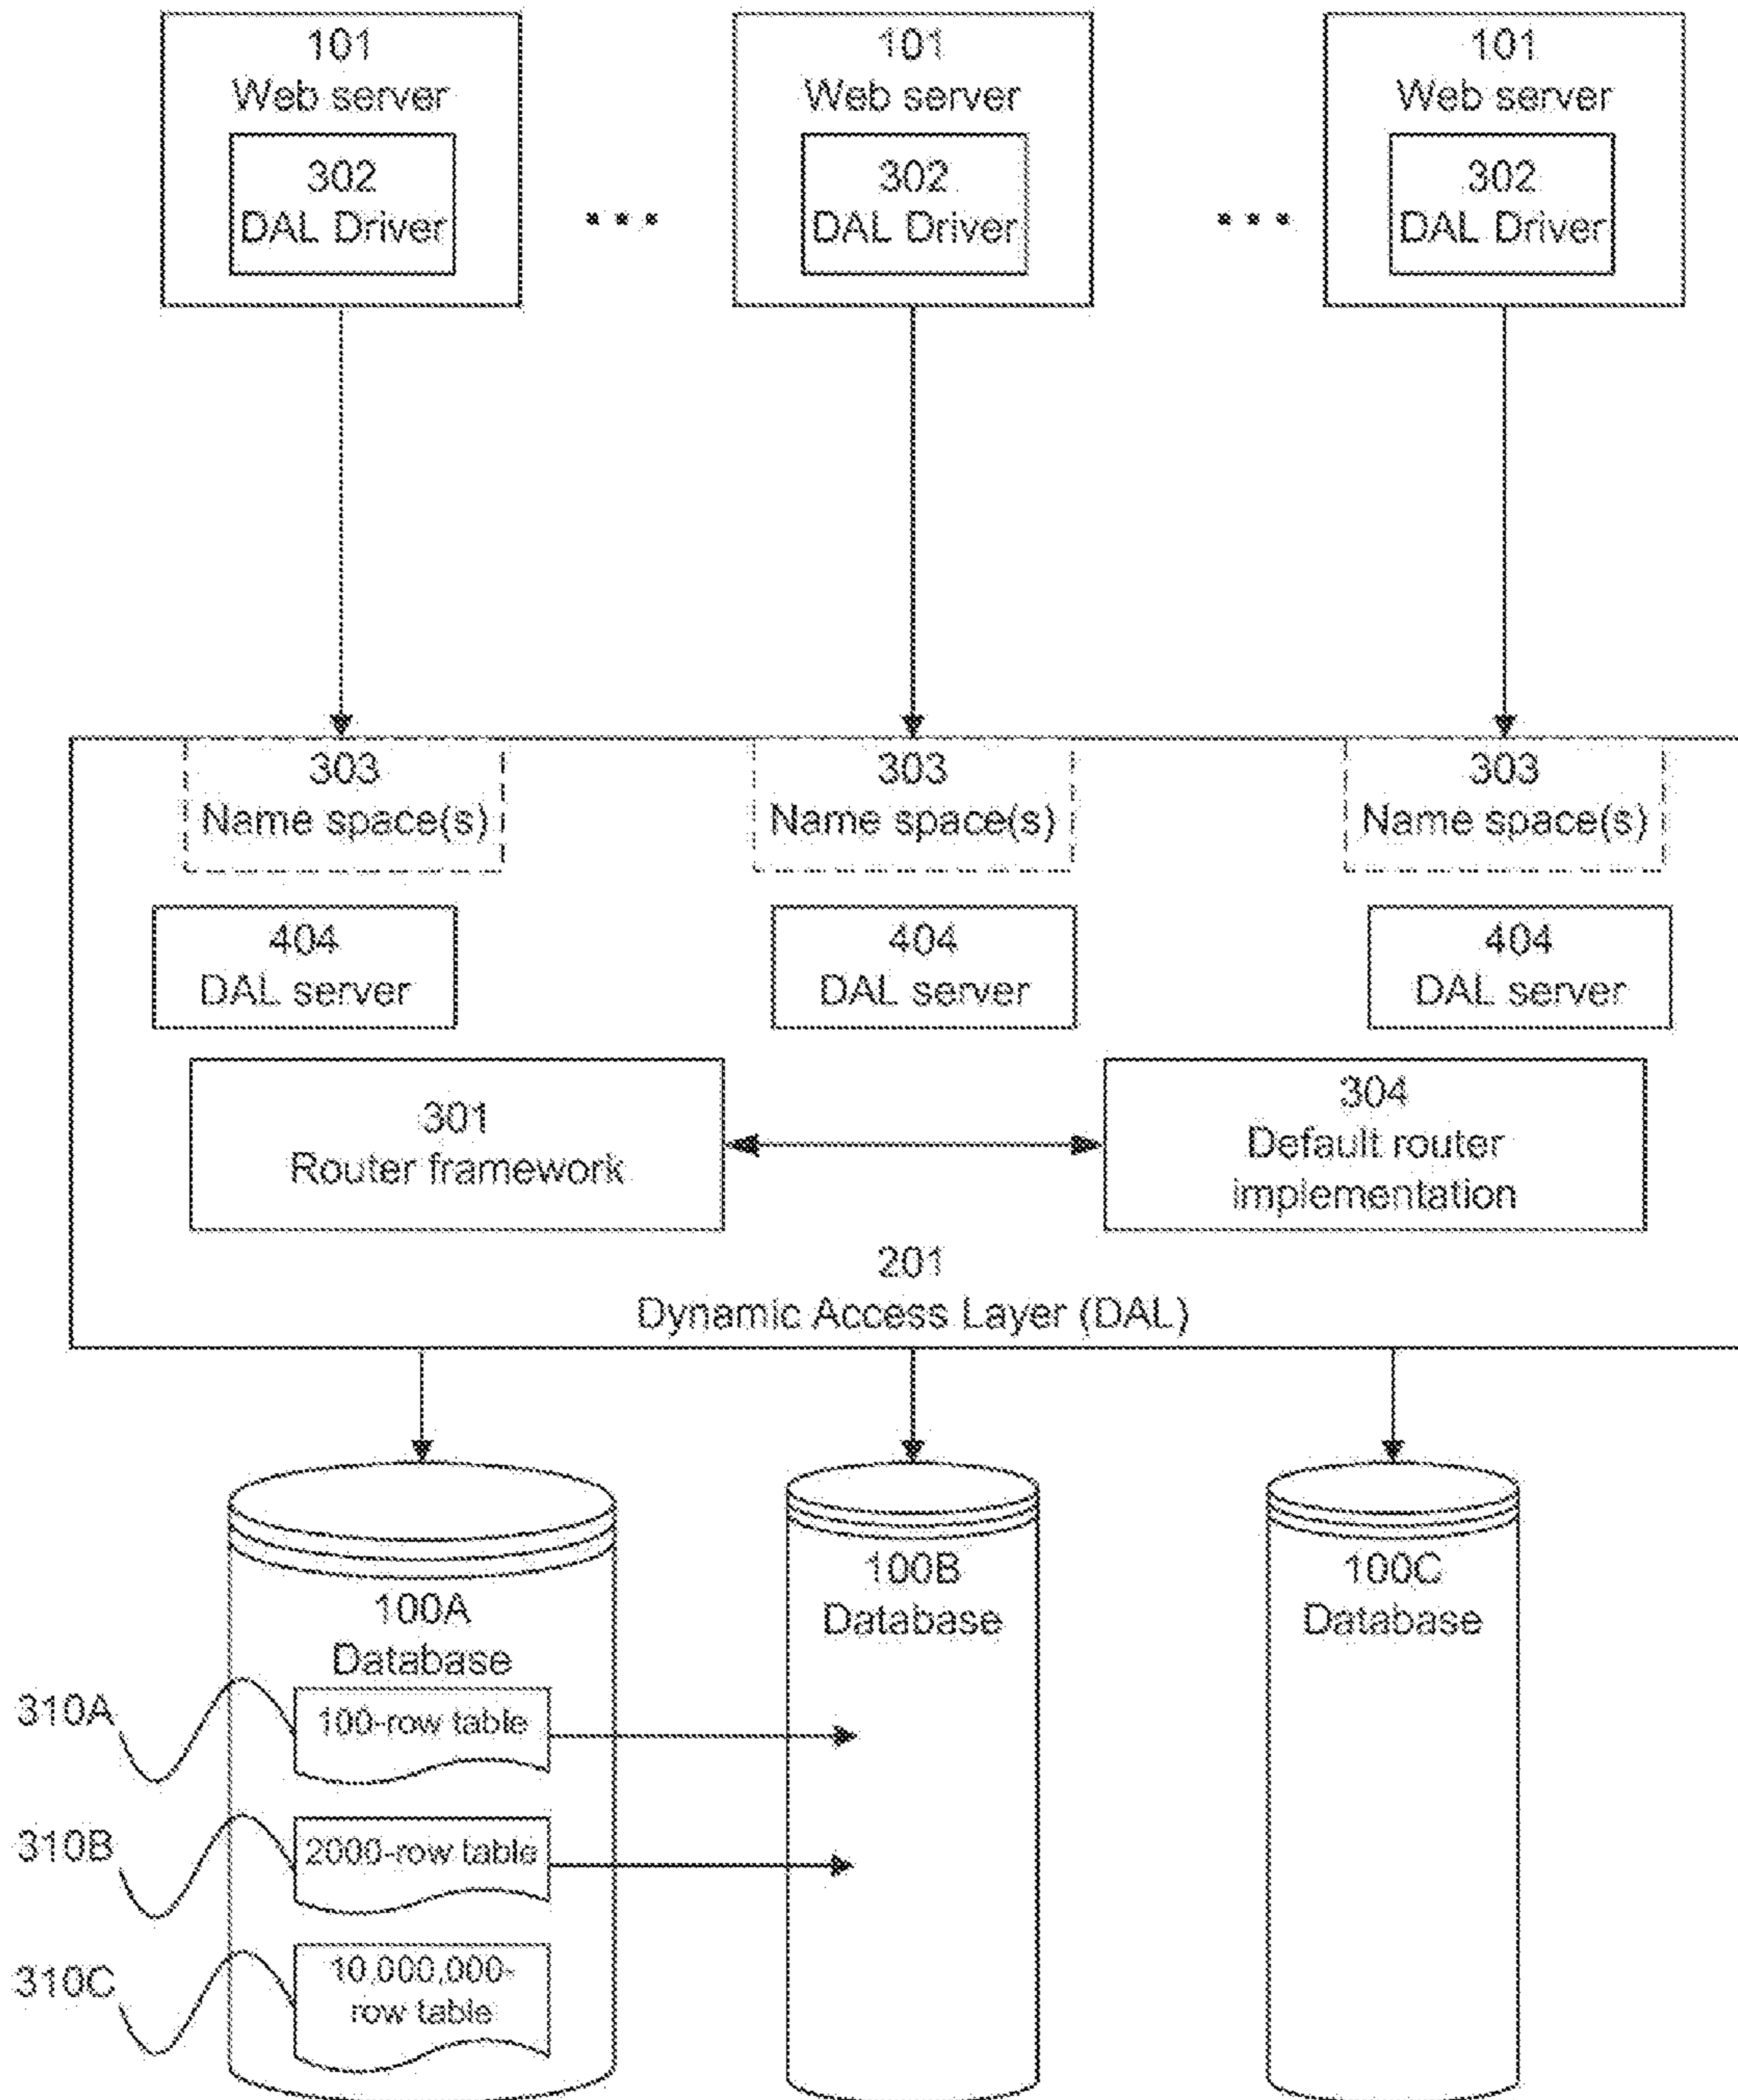 101
Web server
302
DAL Driver
101
Web server
302
DAL Driver
101
Web server
302
DAL Driver
303
Name space(s)
303
Name space(s)
303
Name space(s)
404
DAL server
404
DAL server
404
DAL server
301
Router framework
304
Default router
implementation
201
Dynamic Access Layer (DAL)
100A
Database
100B
Database
100C
Database
310A
100-row table
310B
2000-row table
310C
10,000,000-
row table